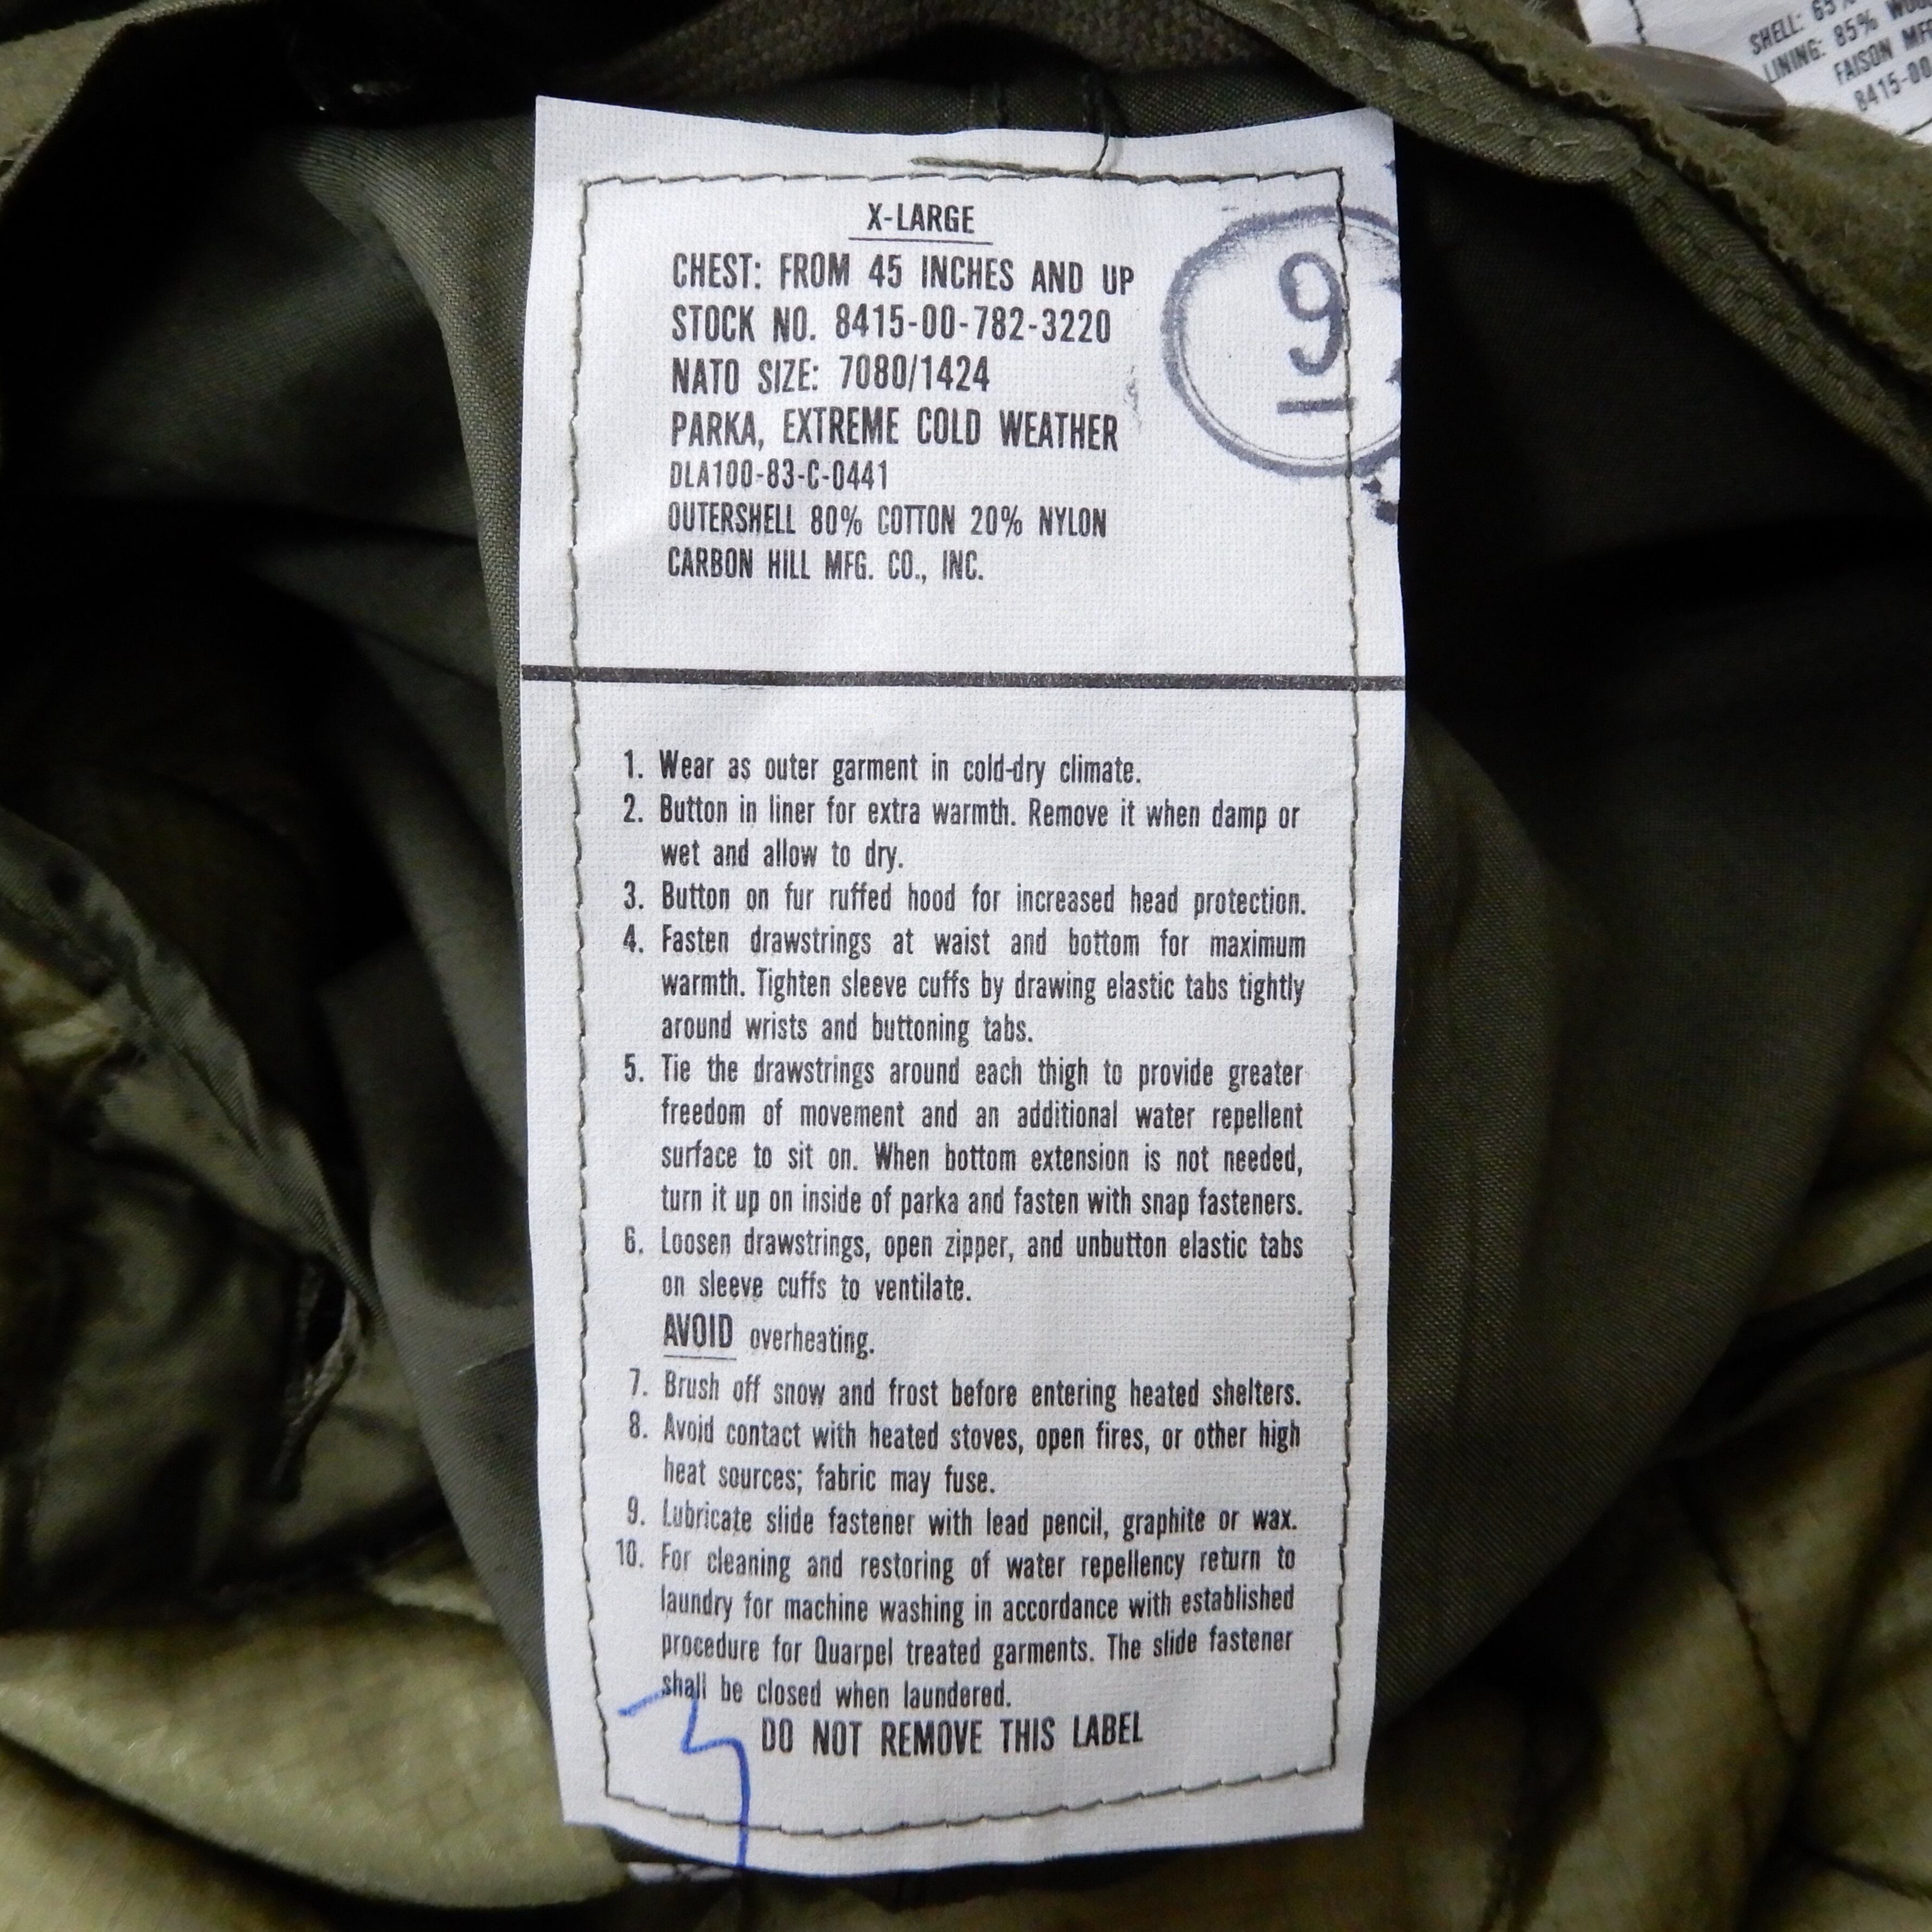 SHELL: 65%
LINING: 85%
FAISON
8415-00
X-LARGE
9
CHEST: FROM 45 INCHES AND UP
STOCK NO. 8415-00-782-3220
NATO SIZE: 7080/1424
PARKA, EXTREME COLD WEATHER
DLA100-83-C-0441
OUTERSHELL 80% COTTON 20% NYLON
CARBON HILL MFG. CO., INC.
1. Wear as outer garment in cold-dry climate.
2. Button in liner for extra warmth. Remove it when damp or
wet and allow to dry.
3. Button on fur ruffed hood for increased head protection.
4. Fasten drawstrings at waist and bottom for maximum
warmth. Tighten sleeve cuffs by drawing elastic tabs tightly
around wrists and buttoning tabs.
5. Tie the drawstrings around each thigh to provide greater
freedom of movement and an additional water repellent
surface to sit on. When bottom extension is not needed,
turn it up on inside of parka and fasten with snap fasteners.
6. Loosen drawstrings, open zipper, and unbutton elastic tabs
on sleeve cuffs to ventilate.
AVOID overheating.
7. Brush off snow and frost before entering heated shelters.
8. Avoid contact with heated stoves, open fires, or other high
heat sources; fabric may fuse.
9. Lubricate slide fastener with lead pencil, graphite or wax.
10. For cleaning and restoring of water repellency return to
laundry for machine washing in accordance with established
procedure for Quarpel treated garments. The slide fastener
shall be closed when laundered.
DO NOT REMOVE THIS LABEL